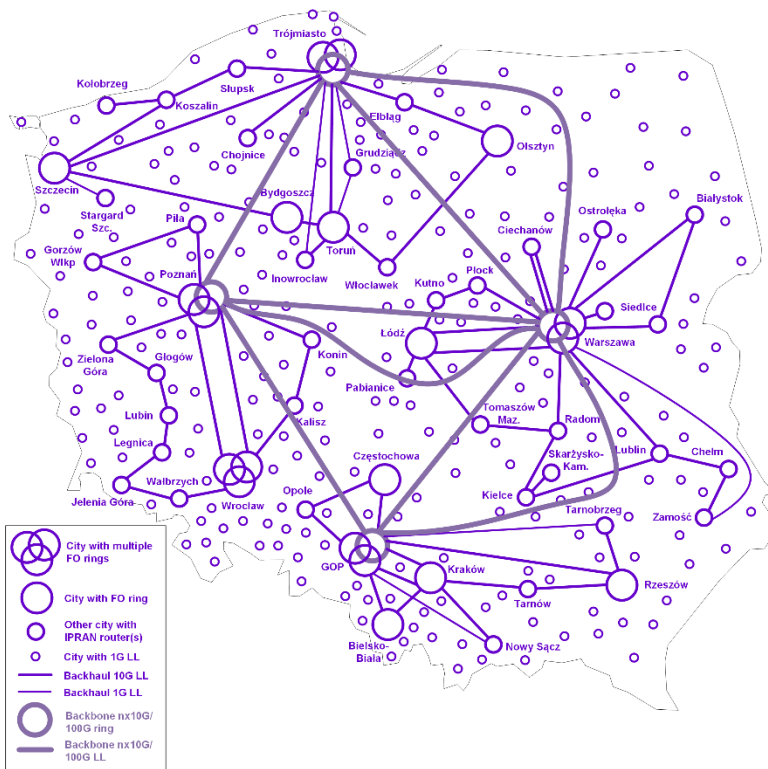 Trójmiasto
Kołobrzeg
Słupsk
Koszalin
Elbląg
Chojnice
Grudziądz
Olsztyn
Szczecin
Stargard
Szc.
Bydgoszcz
Białystok
Ostrołęka
Piła
Toruń
Ciechanów
Gorzów
Wlkp
Inowrocław
Włocławek
Płock
Poznań
Kutno
Siedlce
Łódź
Warszawa
Zielona
Góra
Głogów
Konin
Pabianice
Lubin
Kalisz
Tomaszów
Maz.
Radom
Legnica
Skarżysko-
Kam.
Lublin
Chełm
Częstochowa
Wałbrzych
Jelenia Góra
Wrocław
Opole
Kielce
Tarnobrzeg
Zamość
GOP
Kraków
Rzeszów
Tarnów
Bielsko-
Biała
Nowy Sącz
City with multiple
FO rings
City with FO ring
Other city with
IPRAN router(s)
City with 1G LL
Backhaul 10G LL
Backhaul 1G LL
Backbone nx10G/
100G ring
Backbone nx10G/
100G LL